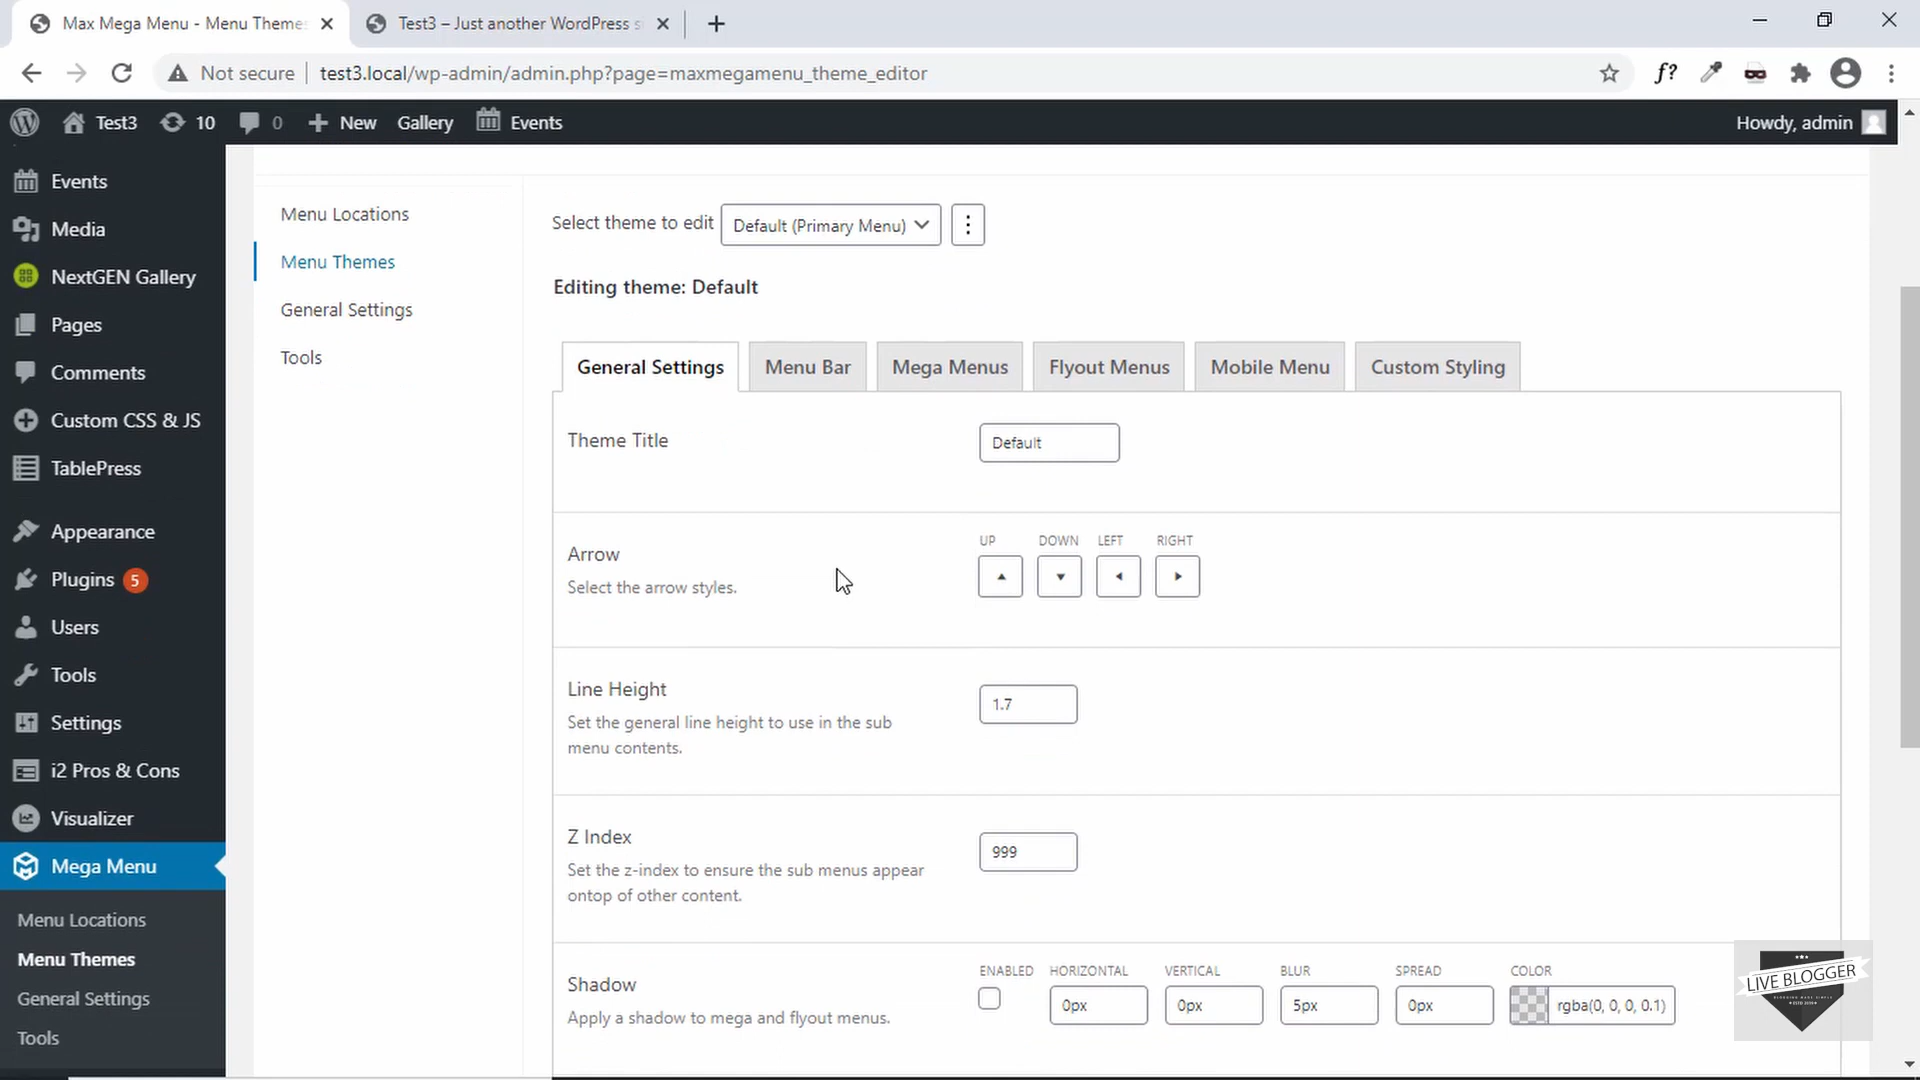 Max Mega Menu - Menu Theme
Test3 – Just another WordPress s
Not secure
test3.local/wp-admin/admin.php?page=maxmegamenu_theme_editor
f?
Test3
10
0
New
Gallery
Events
Howdy, admin
Events
Media
NextGEN Gallery
Pages
Comments
Custom CSS & JS
TablePress
Appearance
Plugins 5
Users
Tools
Settings
i2 Pros & Cons
Visualizer
Mega Menu
Menu Locations
Menu Themes
General Settings
Tools
Menu Locations
Menu Themes
General Settings
Tools
Select theme to edit
Default (Primary Menu)
Editing theme: Default
General Settings
Menu Bar
Mega Menus
Flyout Menus
Mobile Menu
Custom Styling
Theme Title
Default
Arrow
Select the arrow styles.
UP DOWN LEFT RIGHT
Line Height
Set the general line height to use in the sub
menu contents.
1.7
Z Index
Set the z-index to ensure the sub menus appear
ontop of other content.
999
Shadow
Apply a shadow to mega and flyout menus.
ENABLED HORIZONTAL VERTICAL BLUR SPREAD COLOR
0px 0px 5px 0px rgba(0, 0, 0, 0.1)
LIVE BLOGGER